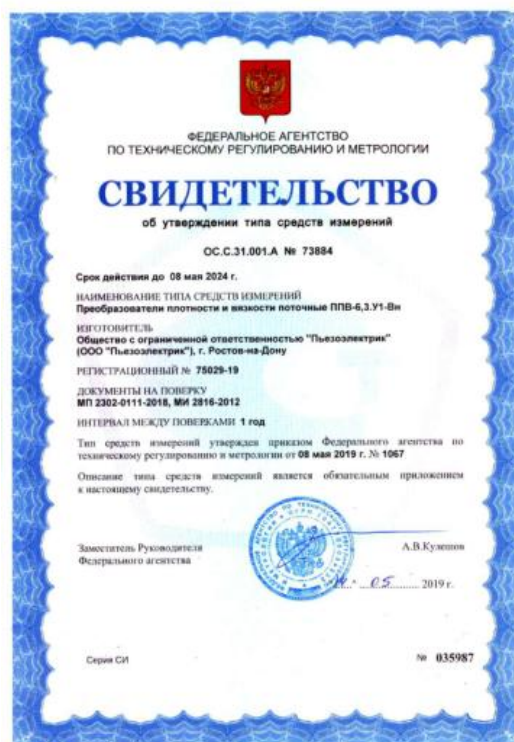 ФЕДЕРАЛЬНОЕ АГЕНТСТВО
ПО ТЕХНИЧЕСКОМУ РЕГУЛИРОВАНИЮ И МЕТРОЛОГИИ
СВИДЕТЕЛЬСТВО
об утверждении типа средств измерений
ОС.С.31.001.А № 73884
Срок действия до 08 мая 2024 г.
НАИМЕНОВАНИЕ ТИПА СРЕДСТВ ИЗМЕРЕНИЙ
Преобразователи плотности и вязкости поточные ППВ-6,3.У1-Вн
ИЗГОТОВИТЕЛЬ
Общество с ограниченной ответственностью "Пьезоэлектрик"
(ООО "Пьезоэлектрик"), г. Ростов-на-Дону
РЕГИСТРАЦИОННЫЙ № 75029-19
ДОКУМЕНТЫ НА ПОВЕРКУ
МП 2302-0111-2018, МИ 2816-2012
ИНТЕРВАЛ МЕЖДУ ПОВЕРКАМИ 1 год
Тип средств измерений утвержден приказом Федерального агентства по
техническому регулированию и метрологии от 08 мая 2019 г. № 1067
Описание типа средств измерений является обязательным приложением
к настоящему свидетельству.
Заместитель Руководителя
Федерального агентства
А.В.Кулешов
05 2019 г.
Серия СИ
№ 035987